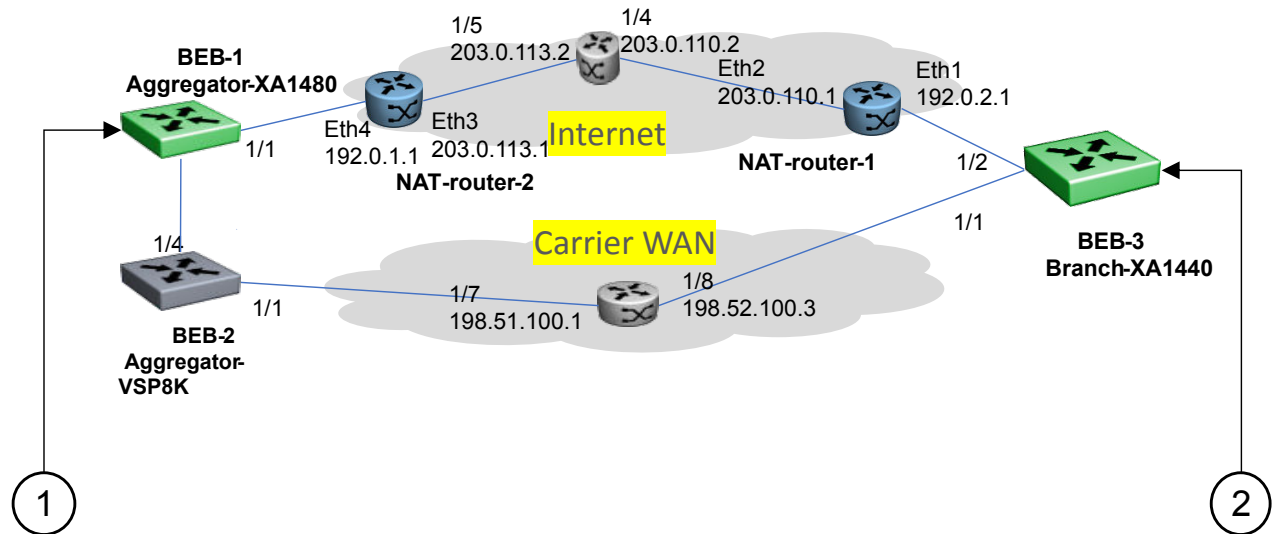 1/5
203.0.113.2
1/4
203.0.110.2
BEB-1
Aggregator-XA1480
Eth2
203.0.110.1
Eth1
192.0.2.1
1/1
Eth4
192.0.1.1
Eth3
203.0.113.1
NAT-router-2
Internet
NAT-router-1
1/2
1/1
BEB-3
Branch-XA1440
Carrier WAN
1/4
1/1
BEB-2
Aggregator-
VSP8K
1/7
198.51.100.1
1/8
198.52.100.3
1
2